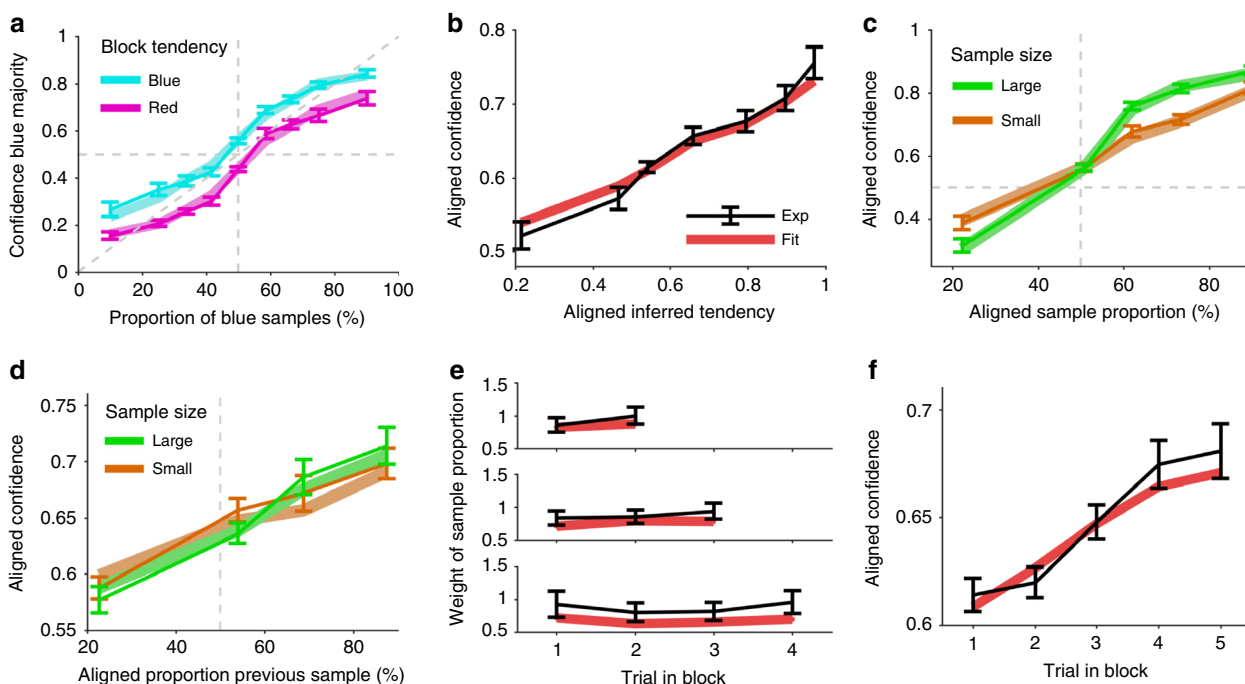 a
Confidence blue majority
1
0.8
0.6
0.4
0.2
0
Block tendency
Blue
Red
0 20 40 60 80 100
Proportion of blue samples (%)
b
Aligned confidence
0.8
0.7
0.6
0.5
Exp
Fit
0.2 0.4 0.6 0.8 1
Aligned inferred tendency
c
Aligned confidence
1
0.8
0.6
0.4
Sample size
Large
Small
20 40 60 80
Aligned sample proportion (%)
d
Aligned confidence
0.75
0.7
0.65
0.6
0.55
Sample size
Large
Small
20 40 60 80
Aligned proportion previous sample (%)
e
Weight of sample proportion
1.5
1
0.5
1.5
1
0.5
1.5
1
0.5
1 2 3 4
Trial in block
f
Aligned confidence
0.7
0.65
0.6
1 2 3 4 5
Trial in block